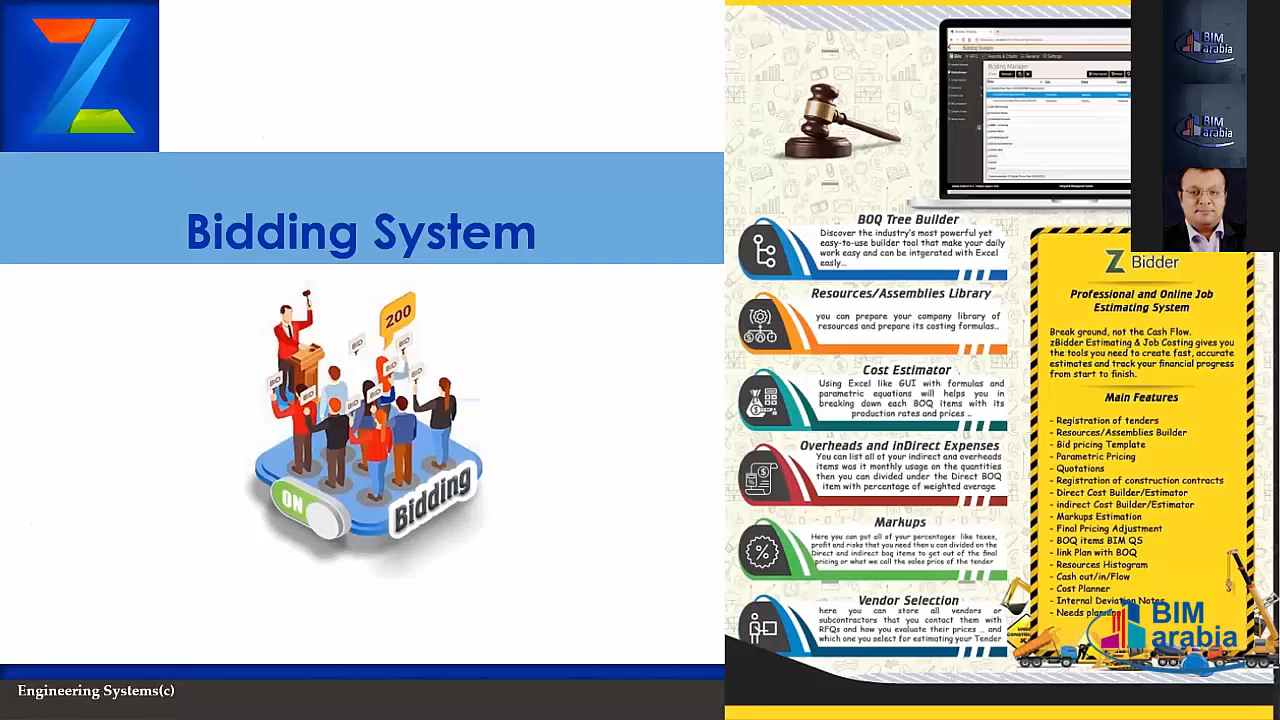 Bidding System
200
ON
Bidding
Engineering Systems(c)
Bidding Manager
BOQ Tree Builder
Discover the industry's most powerful yet
easy-to-use builder tool that make your daily
work easy and can be intgerated with Excel
easly...
Resources/Assemblies Library
you can prepare your company library of
resources and prepare its costing formulas..
Cost Estimator
Using Excel like GUI with formulas and
parametric equations will helps you in
breaking down each BOQ items with its
production rates and prices ..
Overheads and inDirect Expenses
You can list all of your indirect and overheads
items was it monthly usage on the quantities
then you can divided under the Direct BOQ
item with percentage of weighted average
Markups
Here you can put all of your percentages like taxes,
profit and risks that you need then u can divided on the
Direct and indirect boq items to get out of the final
pricing or what we call the sales price of the tender
Vendor Selection
here you can store all vendors or
subcontractors that you contact them with
RFQs and how you evaluate their prices ... and
which one you select for estimating your Tender
BIM
arabia
BIM
arabia
Z Bidder
Professional and Online Job
Estimating System
Break ground, not the Cash Flow.
zBidder Estimating & Job Costing gives you
the tools you need to create fast, accurate
estimates and track your financial progress
from start to finish.
Main Features
- Registration of tenders
- Resources/Assemblies Builder
- Bid pricing Template
- Parametric Pricing
- Quotations
- Registration of construction contracts
- Direct Cost Builder/Estimator
- indirect Cost Builder/Estimator
- Markups Estimation
- Final Pricing Adjustment
- BOQ items BIM QS
- link Plan with BOQ
- Resources Histogram
- Cash out/in/Flow
- Cost Planner
- Internal Deviation Notes
- Needs
BIM
arabia